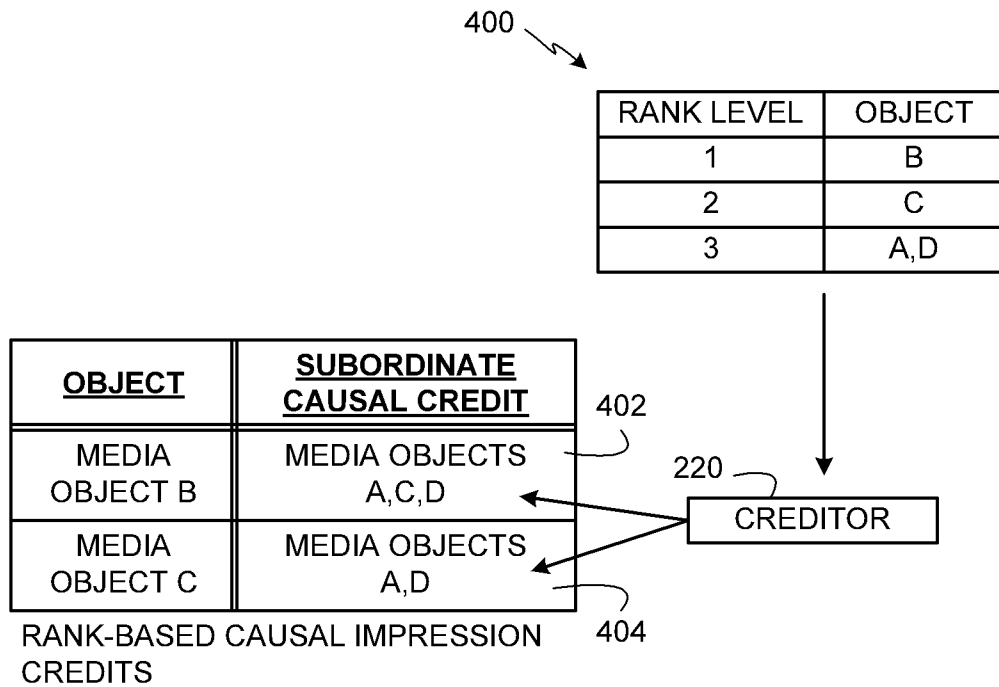 400
RANK LEVEL OBJECT
1 B
2 C
3 A,D
OBJECT
SUBORDINATE
CAUSAL CREDIT
MEDIA
OBJECT B
MEDIA OBJECTS
A,C,D
402
MEDIA
OBJECT C
MEDIA OBJECTS
A,D
404
220
CREDITOR
RANK-BASED CAUSAL IMPRESSION
CREDITS